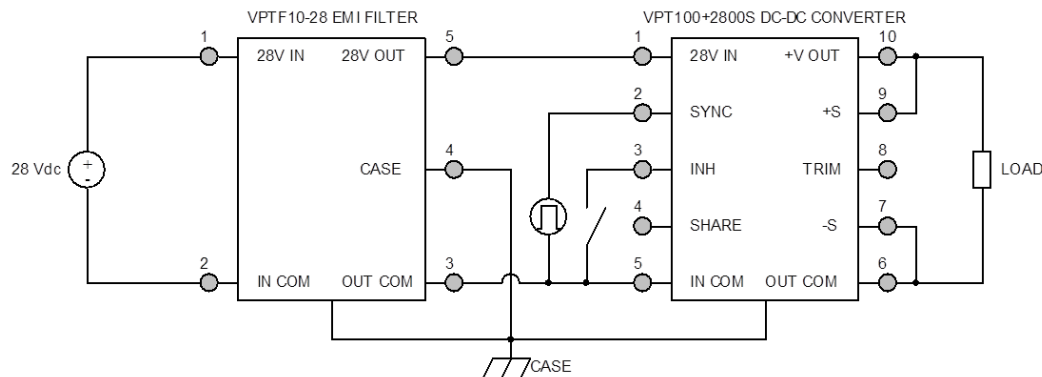 VPTF10-28 EMI FILTER
VPT100+2800S DC-DC CONVERTER
1
5
1
10
28V IN
28V OUT
28V IN
+V OUT
2
9
SYNC
+S
28 Vdc
+
-
4
3
8
CASE
INH
TRIM
LOAD
4
7
SHARE
-S
2
3
5
6
IN COM
OUT COM
IN COM
OUT COM
CASE